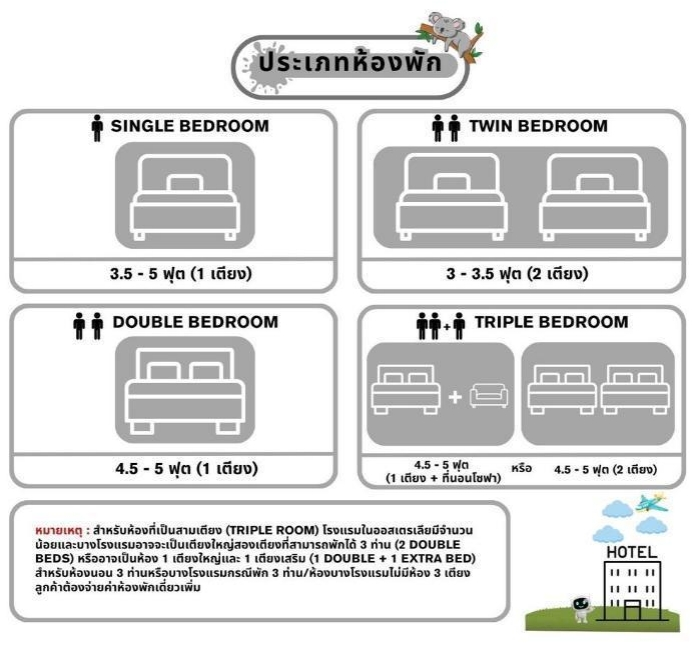 ประเภทห้องพัก
SINGLE BEDROOM
3.5 - 5 ฟุต (1 เตียง)
TWIN BEDROOM
3 - 3.5 ฟุต (2 เตียง)
DOUBLE BEDROOM
4.5 - 5 ฟุต (1 เตียง)
+ TRIPLE BEDROOM
+
4.5 - 5 ฟุต
(1 เตียง + ที่นอนโซฟา)
หรือ
4.5 - 5 ฟุต (2 เตียง)
หมายเหตุ : สำหรับห้องที่เป็นสามเตียง (TRIPLE ROOM) โรงแรมในออสเตรเลียมีจำนวน
น้อยและบางโรงแรมอาจจะเป็นเตียงใหญ่สองเตียงที่สามารถพักได้ 3 ท่าน (2 DOUBLE
BEDS) หรืออาจเป็นห้อง 1 เตียงใหญ่และ 1 เตียงเสริม (1 DOUBLE + 1 EXTRA BED)
สำหรับห้องนอน 3 ท่านหรือบางโรงแรมกรณีพัก 3 ท่าน/ห้องบางโรงแรมไม่มีห้อง 3 เตียง
ลูกค้าต้องจ่ายค่าห้องพักเดี่ยวเพิ่ม
HOTEL